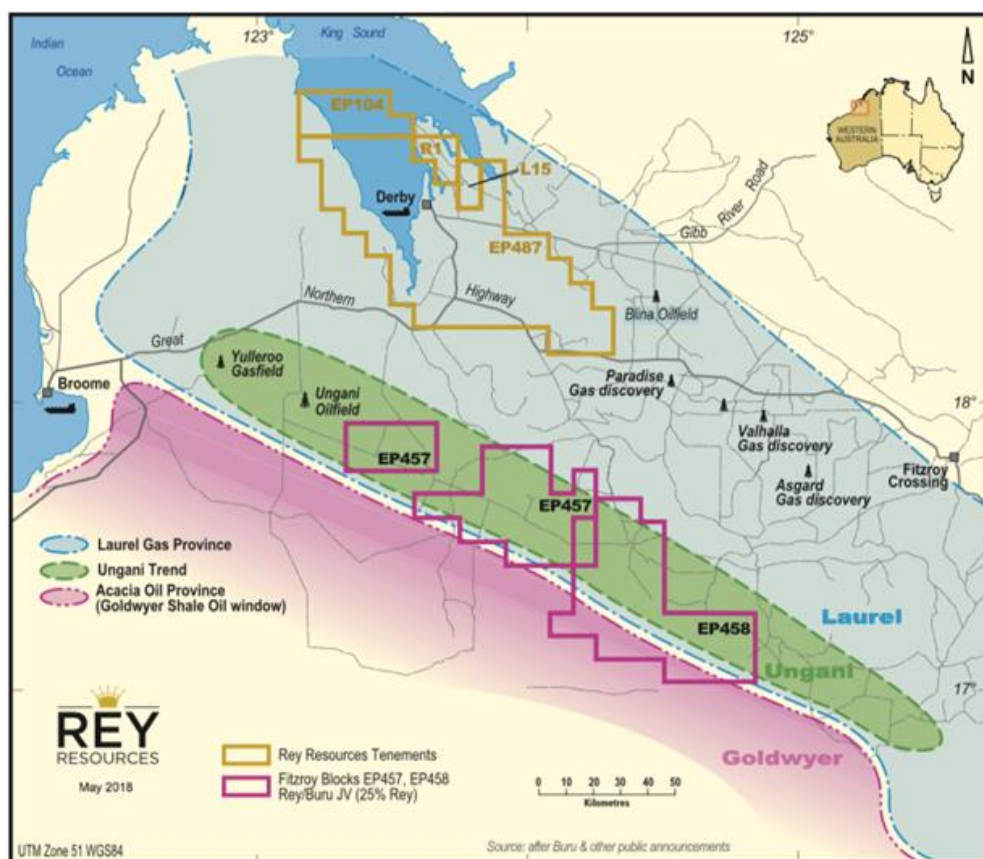 123°
125°
King Sound
Indian
Ocean
N
WESTERN
AUSTRALIA
EP104
R1
L15
Derby
Gibb River Road
EP487
Northern
Highway
Blina Oilfield
Great
Yulleroo
Gasfield
Broome
Ungani
Oilfield
Paradise
Gas discovery
18°
Valhalla
Gas discovery
Fitzroy
Crossing
Asgard
Gas discovery
EP457
EP457
Laurel Gas Province
Ungani Trend
Acacia Oil Province
(Goldwyer Shale Oil window)
EP458
Laurel
Ungani
17°
Goldwyer
REY
RESOURCES
May 2018
Rey Resources Tenements
Fitzroy Blocks EP457, EP458
Rey/Buru JV (25% Rey)
0 10 20 30 40 50
Kilometres
UTM Zone 51 WGS84
Source: after Buru & other public announcements